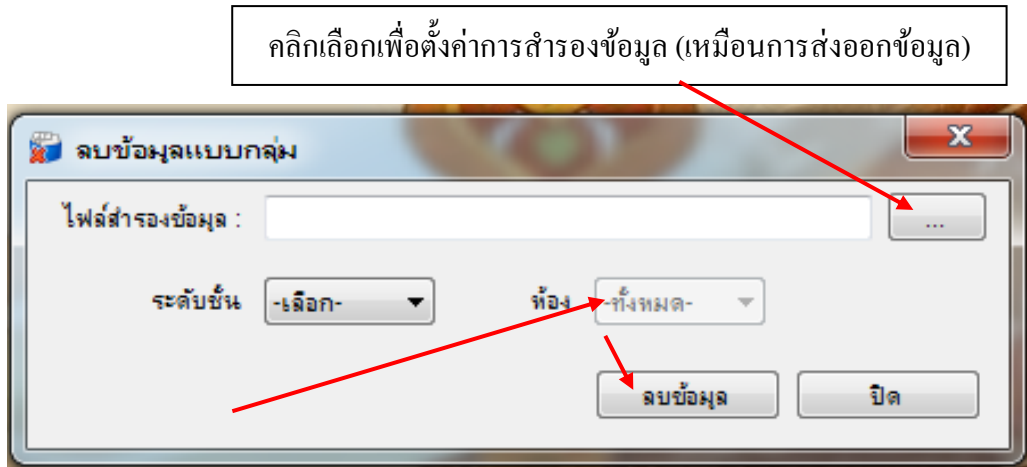 คลิกเลือกเพื่อตั้งค่าการสำรองข้อมูล (เหมือนการส่งออกข้อมูล)
ลบข้อมูลแบบกลุ่ม
ไฟล์สำรองข้อมูล : ...
ระดับชั้น -เลือก- ห้อง -ทั้งหมด-
ลบข้อมูล ปิด